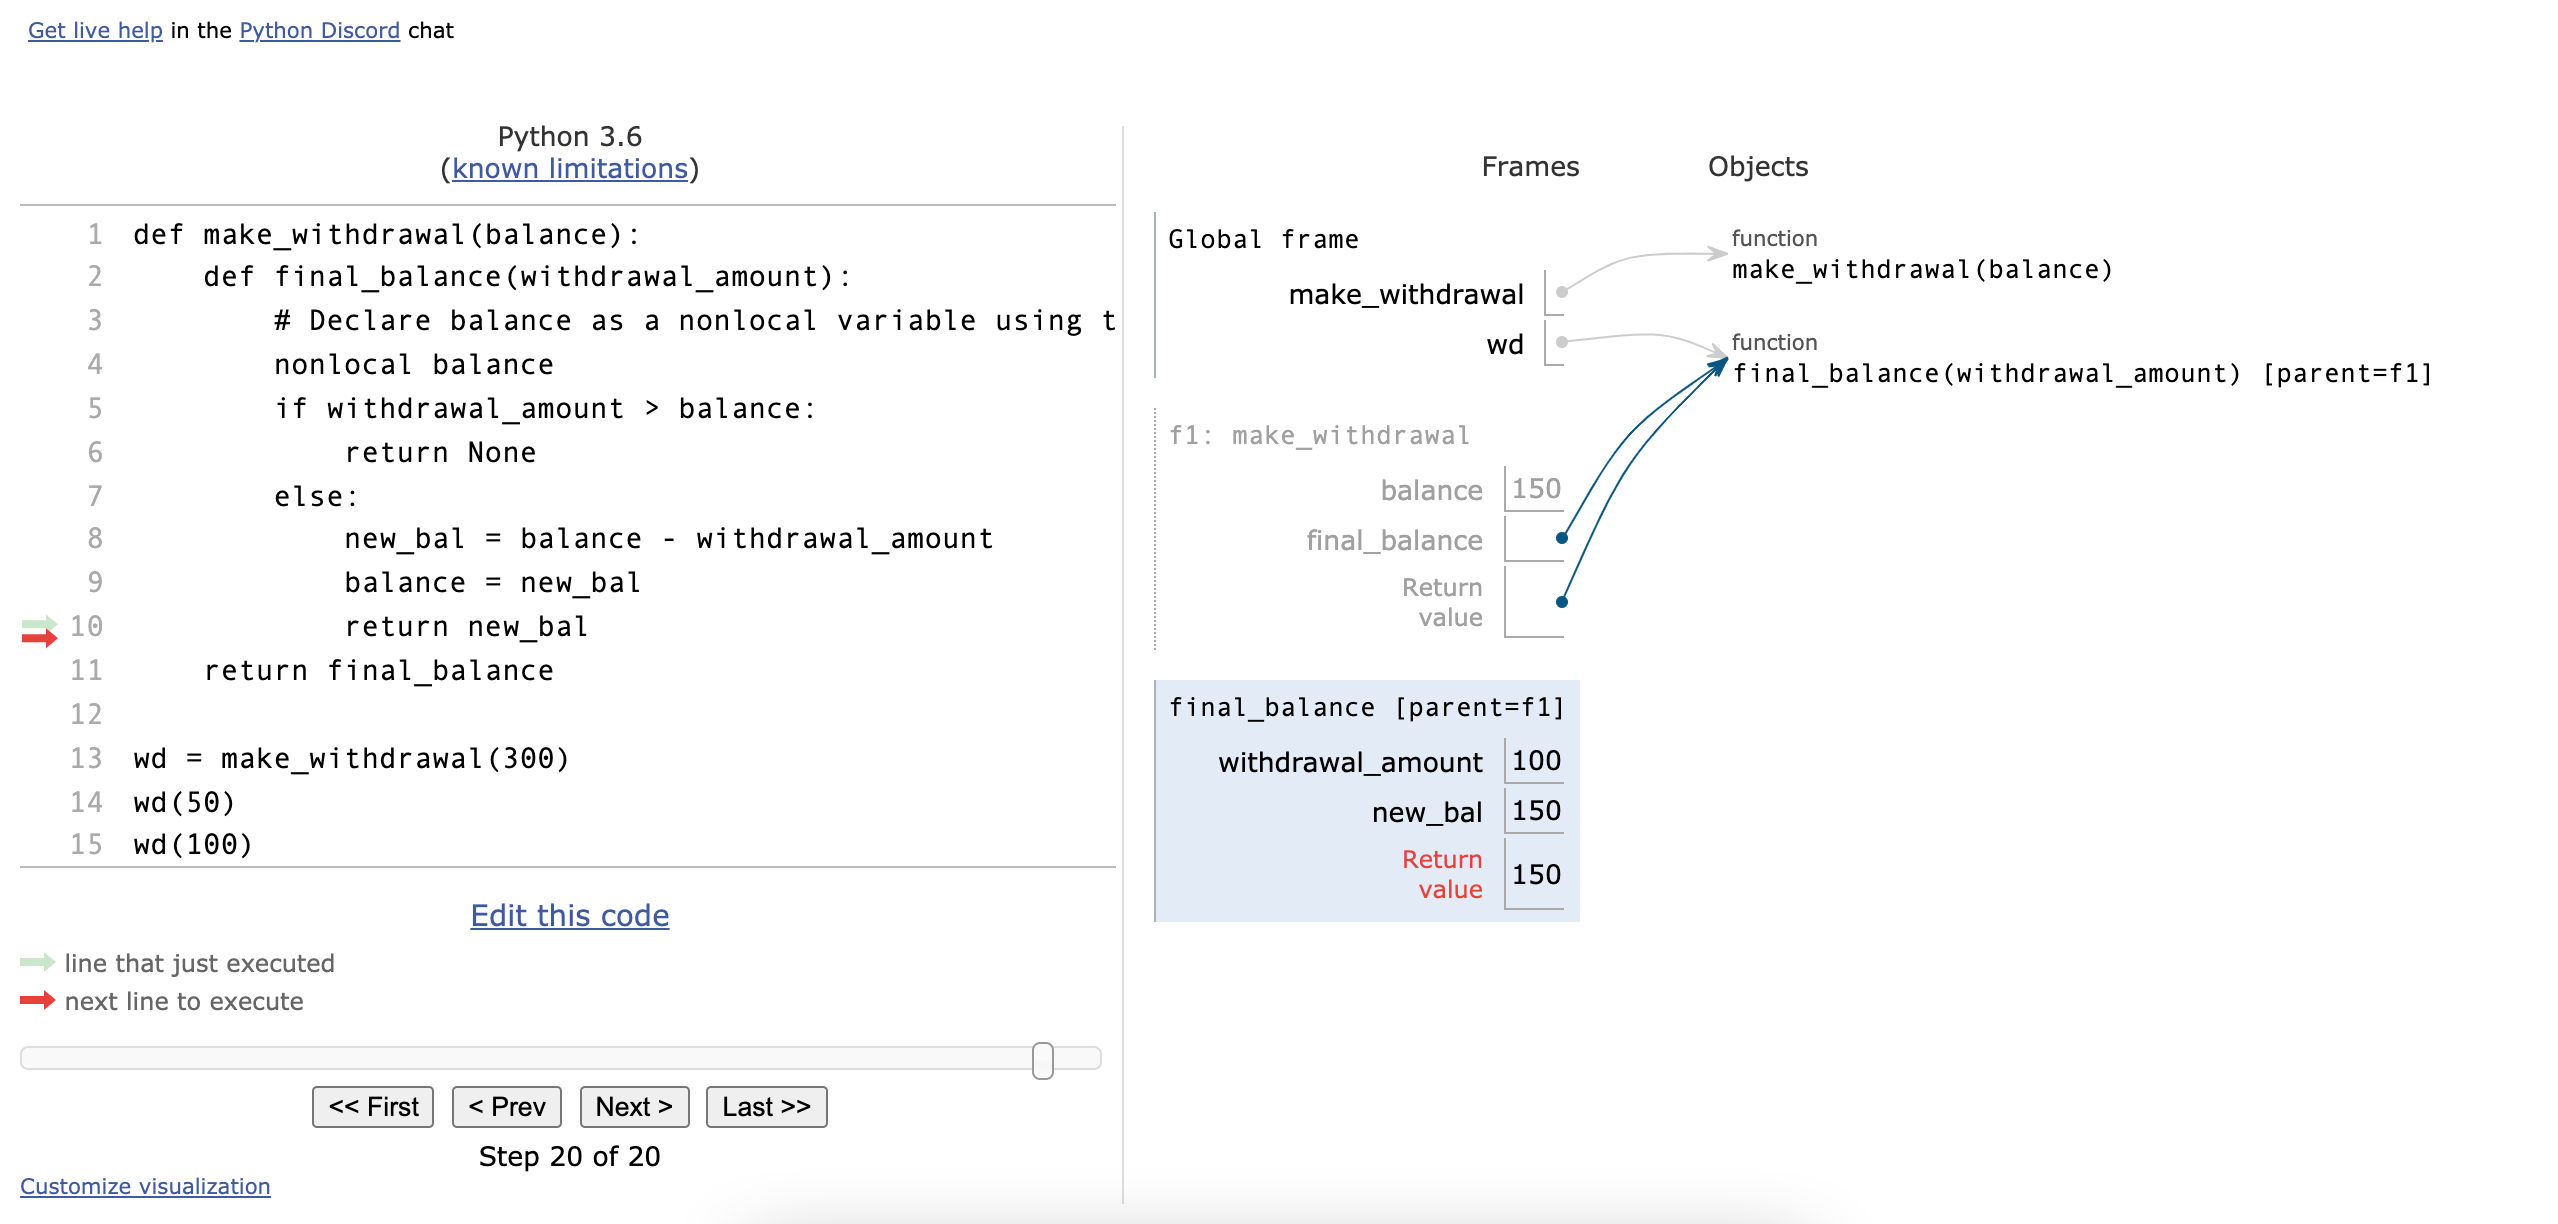 Get live help in the Python Discord chat
Python 3.6
(known limitations)
1 def make_withdrawal(balance):
2     def final_balance(withdrawal_amount):
3         # Declare balance as a nonlocal variable using t
4         nonlocal balance
5         if withdrawal_amount > balance:
6             return None
7         else:
8             new_bal = balance - withdrawal_amount
9             balance = new_bal
10             return new_bal
11     return final_balance
12
13 wd = make_withdrawal(300)
14 wd(50)
15 wd(100)
Edit this code
line that just executed
next line to execute
<< First < Prev Next > Last >>
Step 20 of 20
Customize visualization
Frames Objects
Global frame
make_withdrawal
wd
function
make_withdrawal(balance)
function
final_balance(withdrawal_amount) [parent=f1]
f1: make_withdrawal
balance 150
final_balance
Return
value
final_balance [parent=f1]
withdrawal_amount 100
new_bal 150
Return
value 150